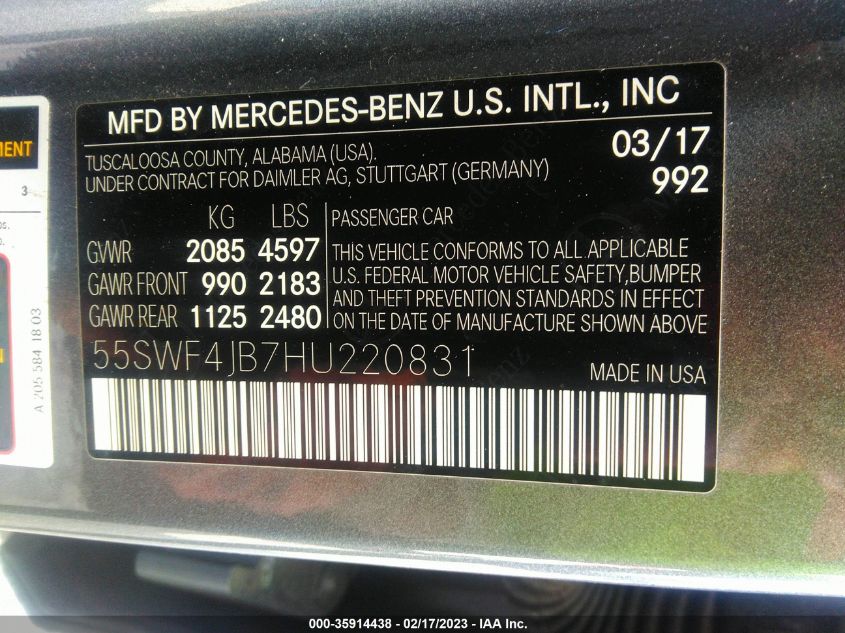 MFD BY MERCEDES-BENZ U.S. INTL., INC
TUSCALOOSA COUNTY, ALABAMA (USA).
UNDER CONTRACT FOR DAIMLER AG, STUTTGART (GERMANY)
03/17
992
KG LBS
GVWR 2085 4597
GAWR FRONT 990 2183
GAWR REAR 1125 2480
PASSENGER CAR
THIS VEHICLE CONFORMS TO ALL APPLICABLE
U.S. FEDERAL MOTOR VEHICLE SAFETY,BUMPER
AND THEFT PREVENTION STANDARDS IN EFFECT
ON THE DATE OF MANUFACTURE SHOWN ABOVE
55SWF4JB7HU220831
MADE IN USA
MENT
3
A 205 584 18 03
000-35914438 - 02/17/2023 - IAA Inc.